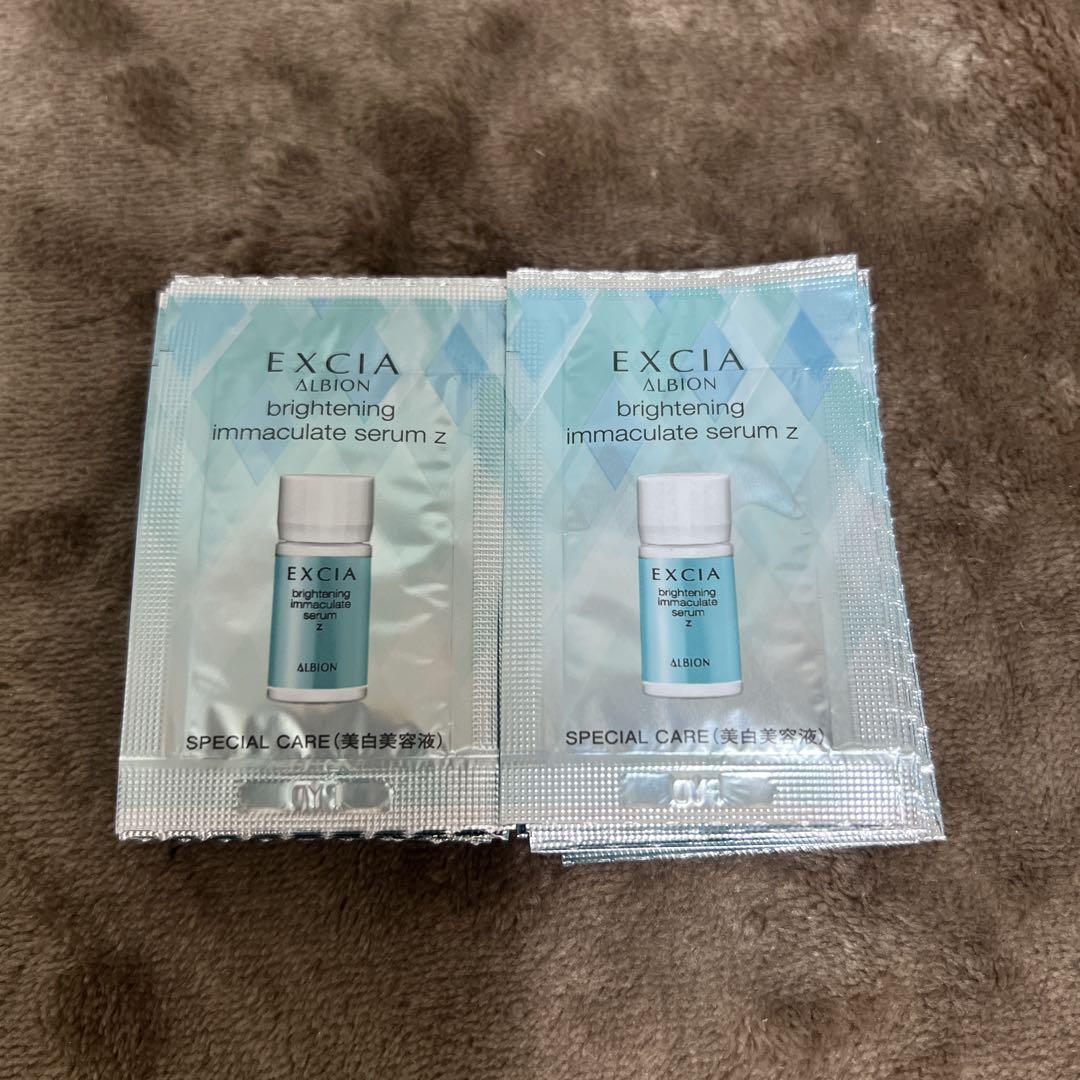 EXCIA
ALBION
brightening
immaculate serum z
EXCIA
brightening
immaculate
serum
z
ALBION
SPECIAL CARE(美白美容液)
EXCIA
ALBION
brightening
immaculate serum z
EXCIA
brightening
immaculate
serum
z
ALBION
SPECIAL CARE(美白美容液)